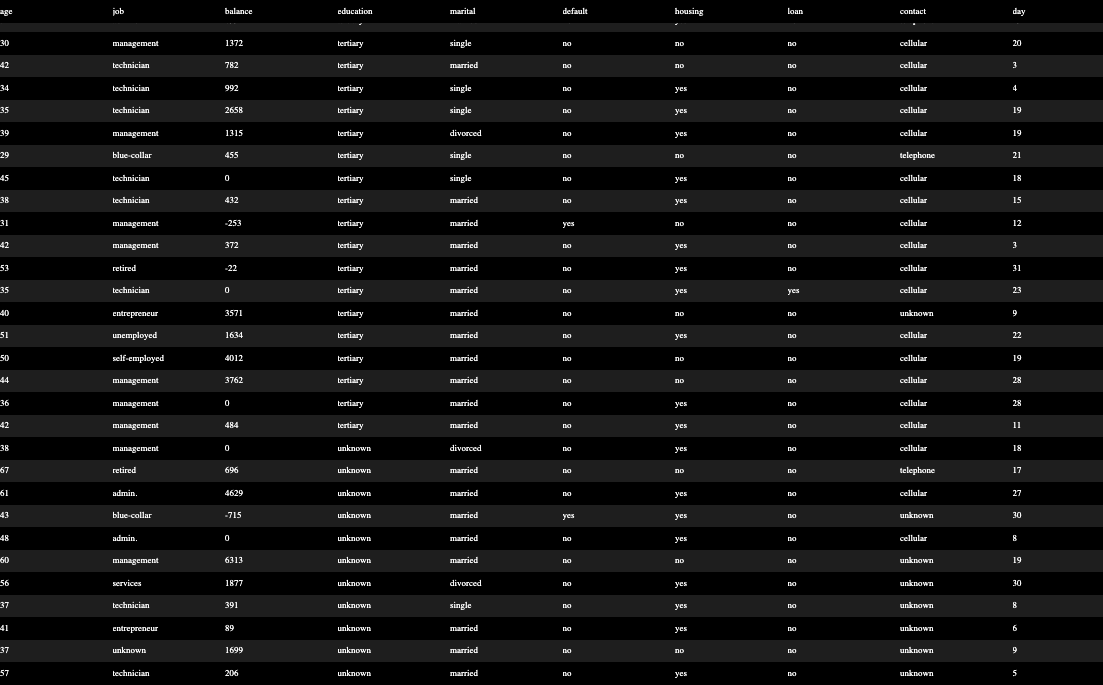 age job balance education marital default housing loan contact day
30 management 1372 tertiary single no no no cellular 20
42 technician 782 tertiary married no no no cellular 3
34 technician 992 tertiary single no yes no cellular 4
35 technician 2658 tertiary single no yes no cellular 19
39 management 1315 tertiary divorced no yes no cellular 19
29 blue-collar 455 tertiary single no no no telephone 21
45 technician 0 tertiary single no yes no cellular 18
38 technician 432 tertiary married no yes no cellular 15
31 management -253 tertiary married yes no no cellular 12
42 management 372 tertiary married no yes no cellular 3
53 retired -22 tertiary married no yes no cellular 31
35 technician 0 tertiary married no yes yes cellular 23
40 entrepreneur 3571 tertiary married no no no unknown 9
51 unemployed 1634 tertiary married no yes no cellular 22
50 self-employed 4012 tertiary married no no no cellular 19
44 management 3762 tertiary married no no no cellular 28
36 management 0 tertiary married no yes no cellular 28
42 management 484 tertiary married no yes no cellular 11
38 management 0 unknown divorced no yes no cellular 18
67 retired 696 unknown married no no no telephone 17
61 admin. 4629 unknown married no yes no cellular 27
43 blue-collar -715 unknown married yes yes no unknown 30
48 admin. 0 unknown married no yes no cellular 8
60 management 6313 unknown married no no no unknown 19
56 services 1877 unknown divorced no yes no unknown 30
37 technician 391 unknown single no yes no unknown 8
41 entrepreneur 89 unknown married no yes no unknown 6
37 unknown 1699 unknown married no no no unknown 9
57 technician 206 unknown married no yes no unknown 5